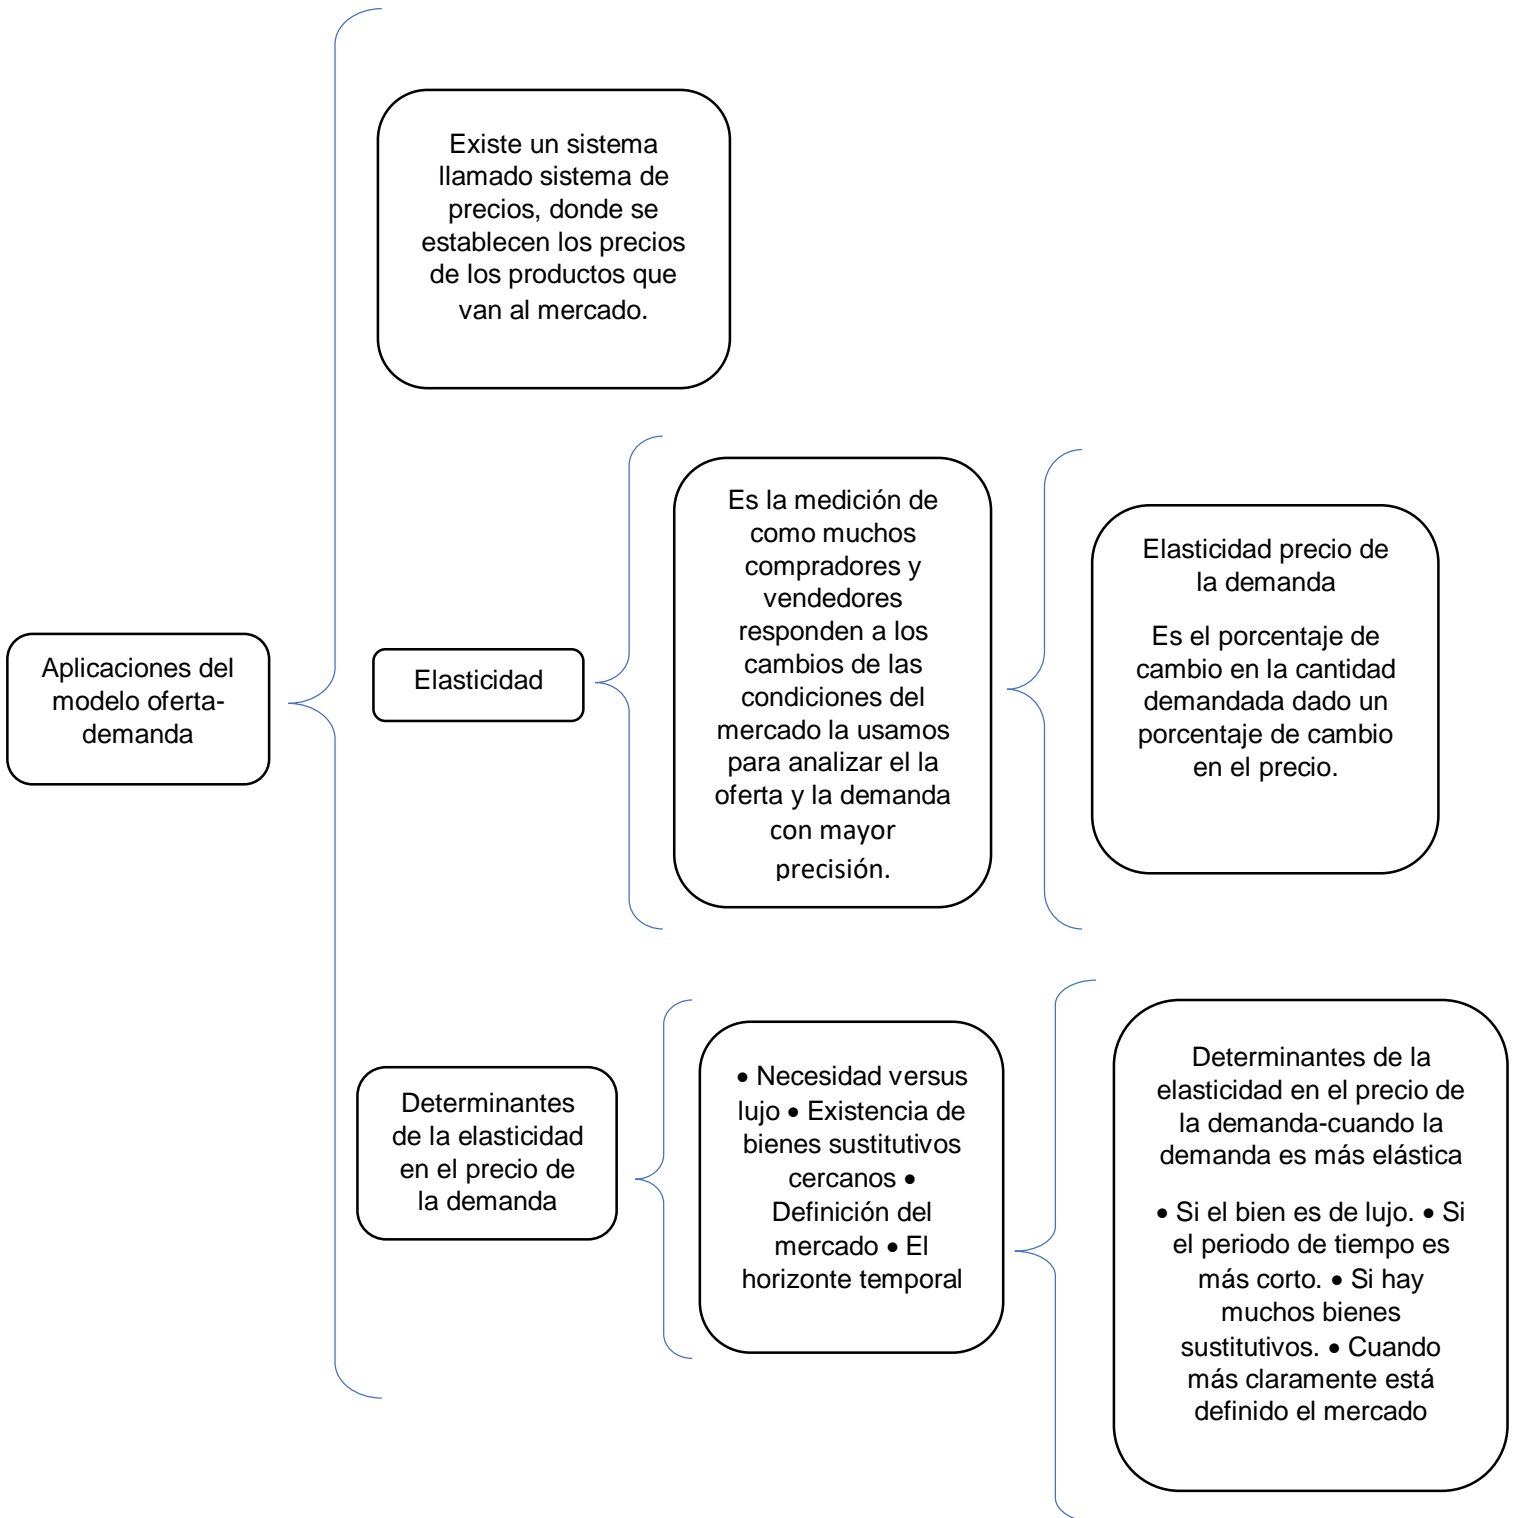 Existe un sistema
llamado sistema de
precios, donde se
establecen los precios
de los productos que
van al mercado.
Aplicaciones del
modelo oferta-
demanda
Elasticidad
Es la medición de
como muchos
compradores y
vendedores
responden a los
cambios de las
condiciones del
mercado la usamos
para analizar el la
oferta y la demanda
con mayor
precisión.
Elasticidad precio de
la demanda
Es el porcentaje de
cambio en la cantidad
demandada dado un
porcentaje de cambio
en el precio.
Determinantes
de la elasticidad
en el precio de
la demanda
• Necesidad versus
lujo • Existencia de
bienes sustitutivos
cercanos •
Definición del
mercado • El
horizonte temporal
Determinantes de la
elasticidad en el precio de
la demanda-cuando la
demanda es más elástica
• Si el bien es de lujo. • Si
el periodo de tiempo es
más corto. • Si hay
muchos bienes
sustitutivos. • Cuando
más claramente está
definido el mercado